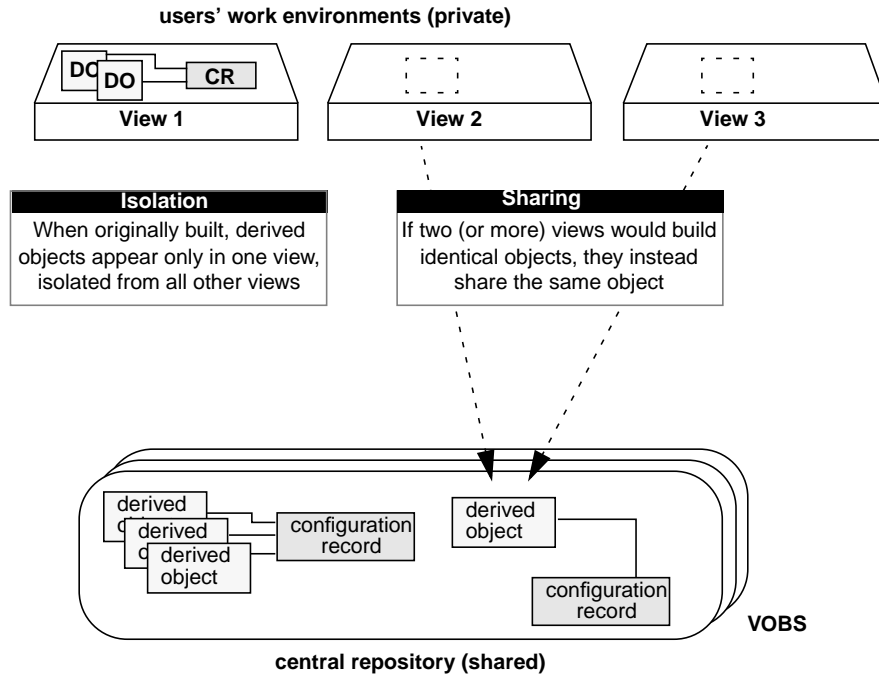 users’ work environments (private)
DO
DO
CR
View 1
View 2
View 3
Isolation
When originally built, derived
objects appear only in one view,
isolated from all other views
Sharing
If two (or more) views would build
identical objects, they instead
share the same object
derived
derived
derived
object
configuration
record
derived
object
configuration
record
VOBS
central repository (shared)